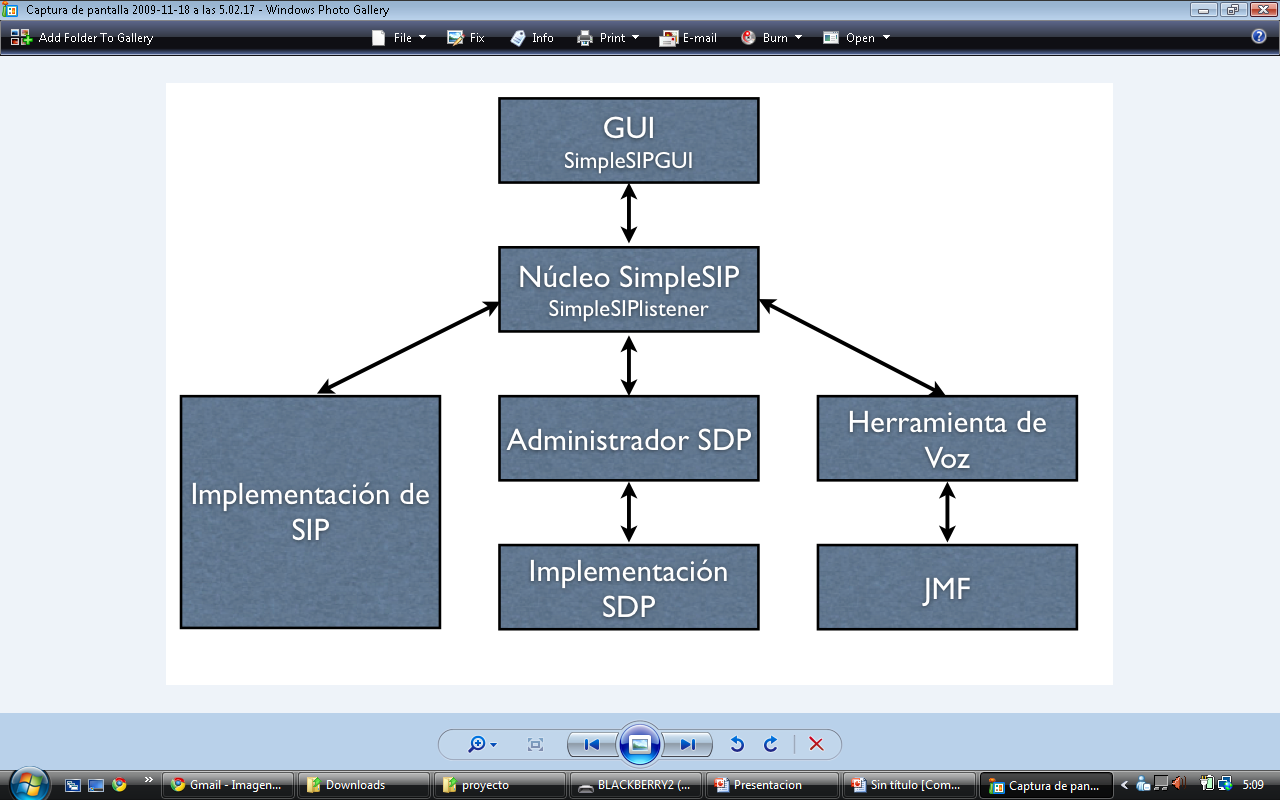 Captura de pantalla 2009-11-18 a las 5.02.17 - Windows Photo Gallery
Add Folder To Gallery
File
Fix
Info
Print
E-mail
Burn
Open
GUI
SimpleSIPGUI
Núcleo SimpleSIP
SimpleSIPlistener
Implementación de
SIP
Administrador SDP
Herramienta de
Voz
Implementación
SDP
JMF
Gmail - Imagen...
Downloads
proyecto
BLACKBERRY2 (...
Presentacion
Sin título [Com...
Captura de pan...
5:09